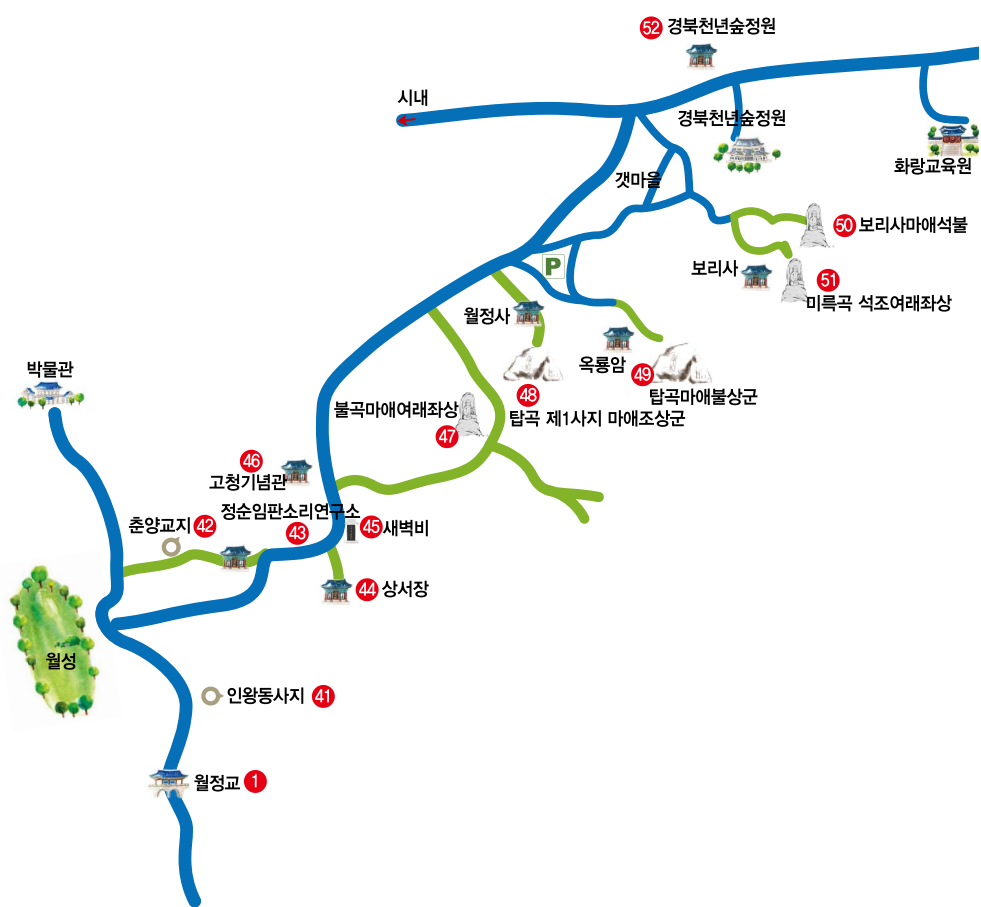 52 경북천년숲정원
시내
경북천년숲정원
화랑교육원
갯마을
50 보리사마애석불
보리사
51
미륵곡 석조여래좌상
P
월정사
옥룡암
49
탑곡마애불상군
48
탑곡 제1사지 마애조상군
박물관
불곡마애여래좌상
47
46
고청기념관
정순임판소리연구소
43
춘양교지 42
45 새벽비
44 상서장
월성
인왕동사지 41
월정교 1